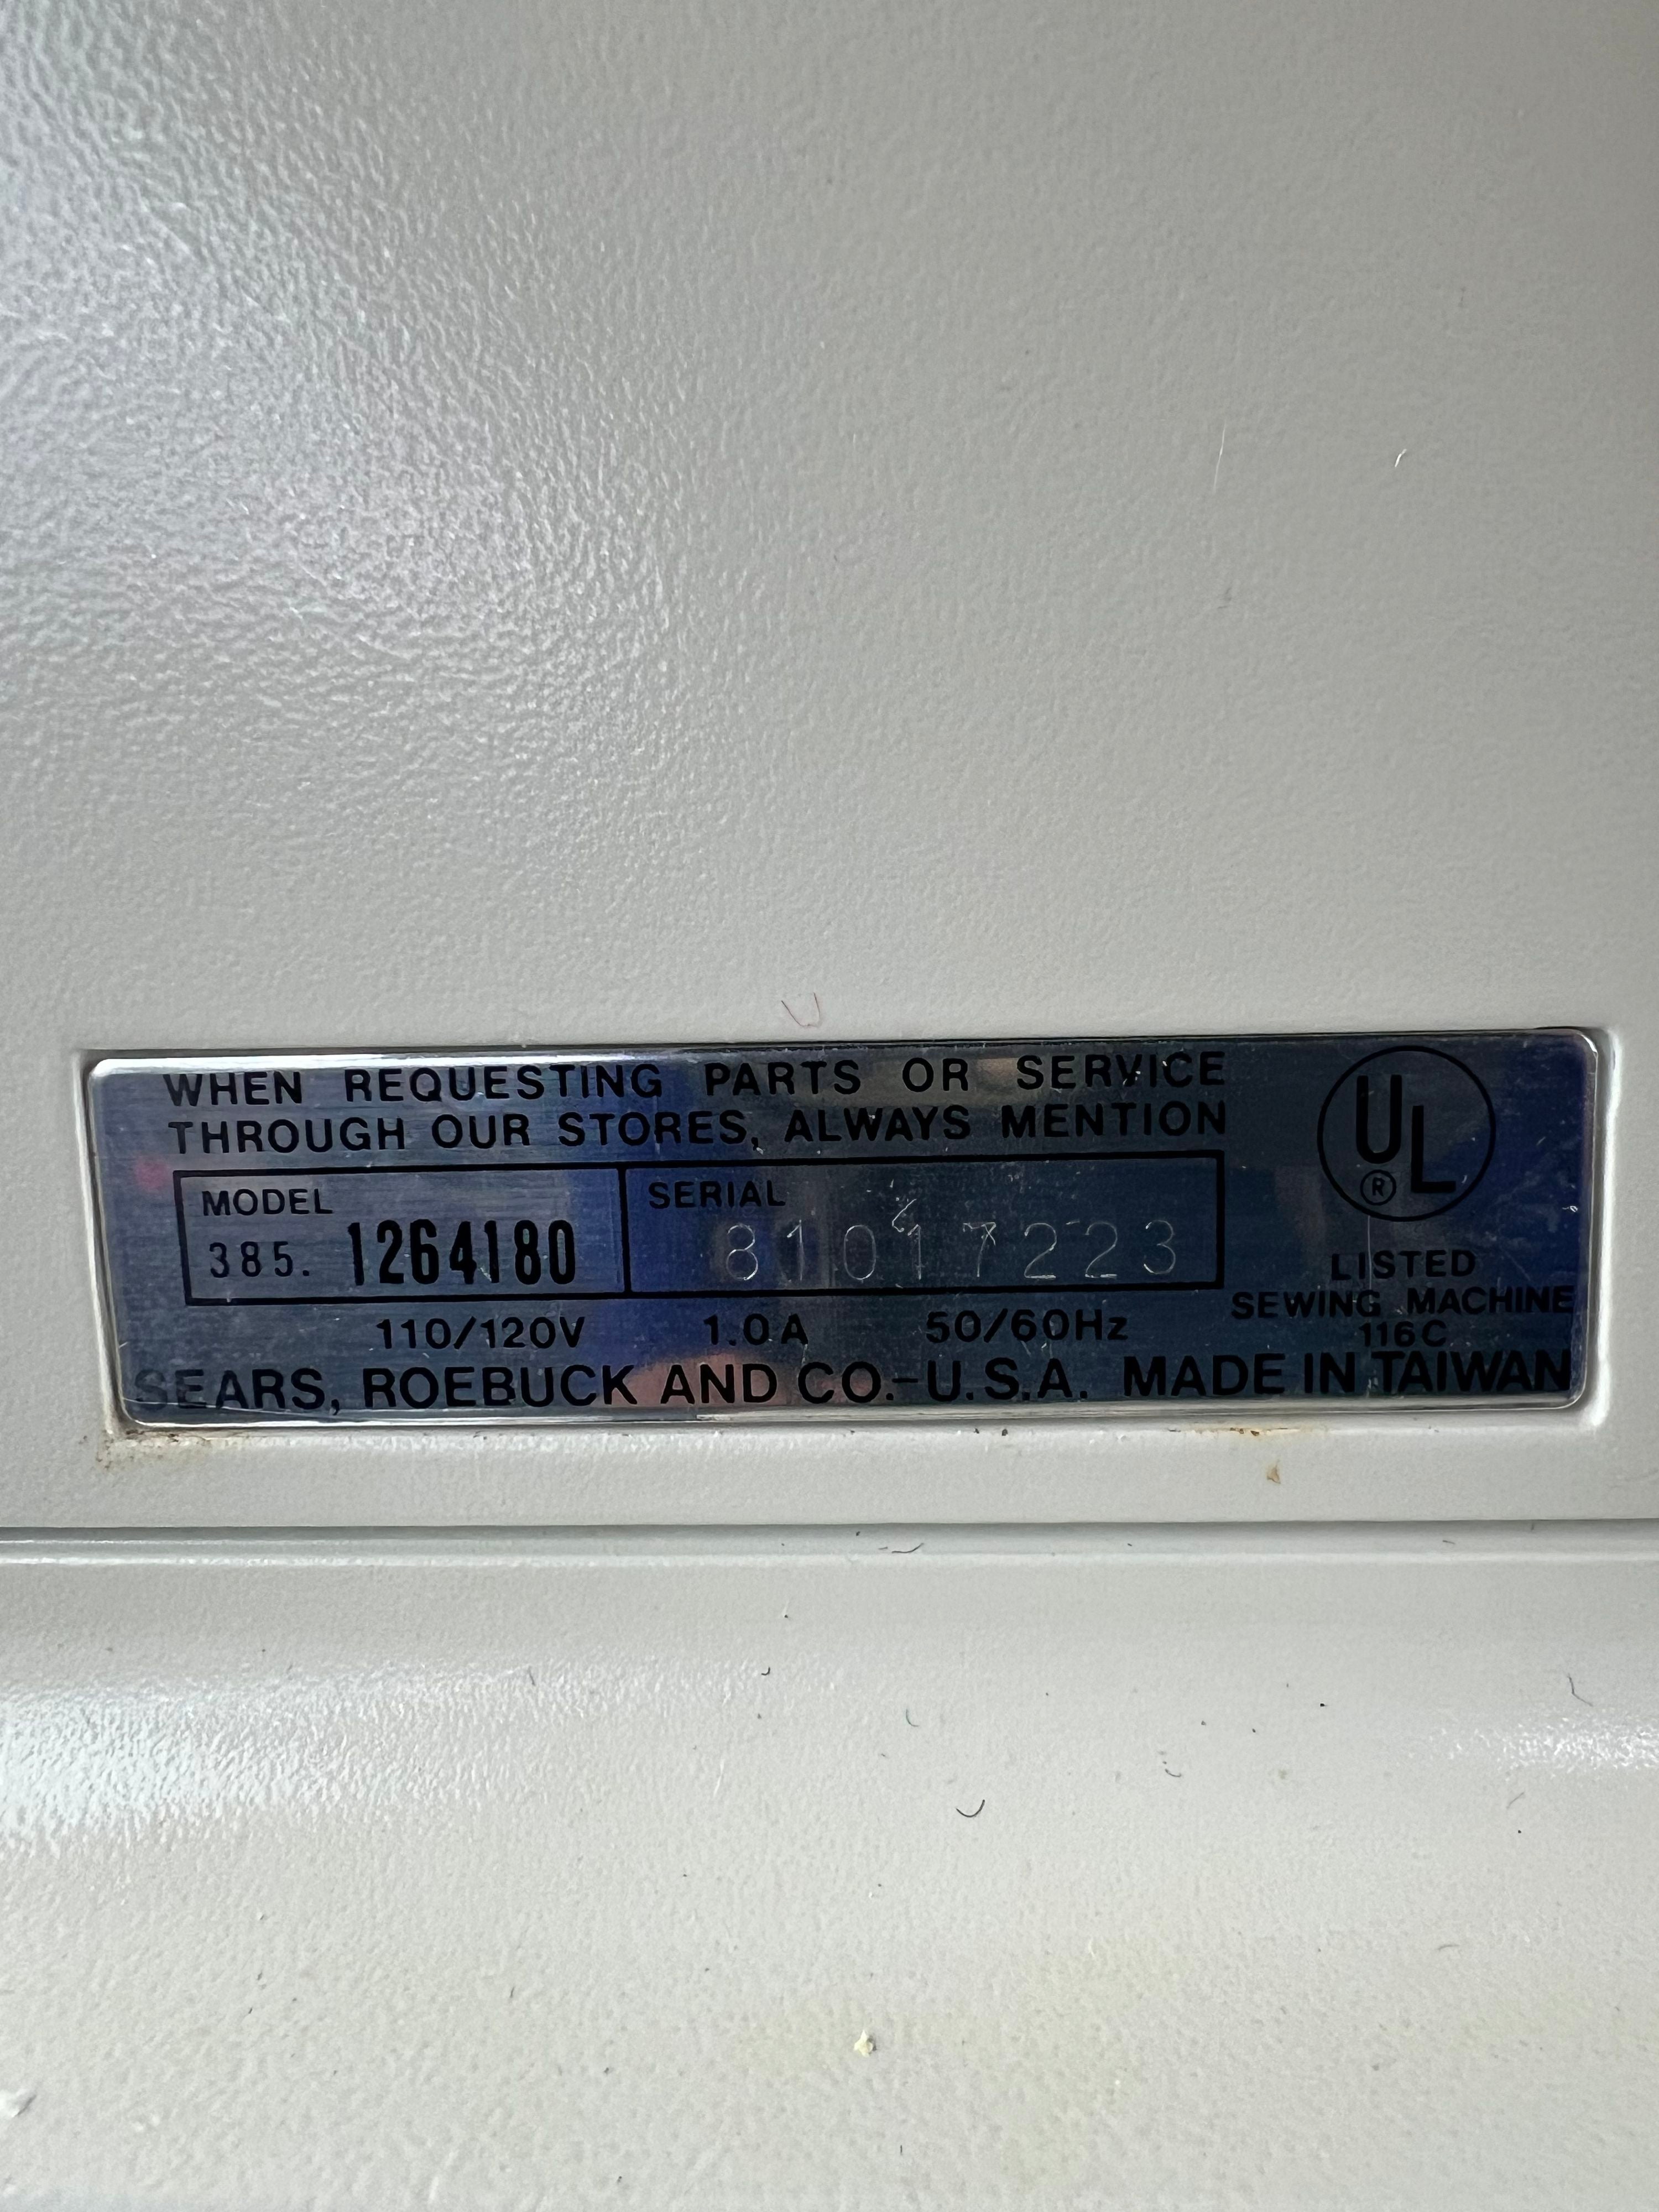 WHEN REQUESTING PARTS OR SERVICE
THROUGH OUR STORES, ALWAYS MENTION
MODEL
385. 1264180
SERIAL
81017223
UL
®
LISTED
SEWING MACHINE
116C
110/120V 1.0A 50/60Hz
SEARS, ROEBUCK AND CO.-U.S.A. MADE IN TAIWAN